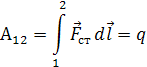 A₁₂ = ∫₁² F⃗ст dl⃗ = q